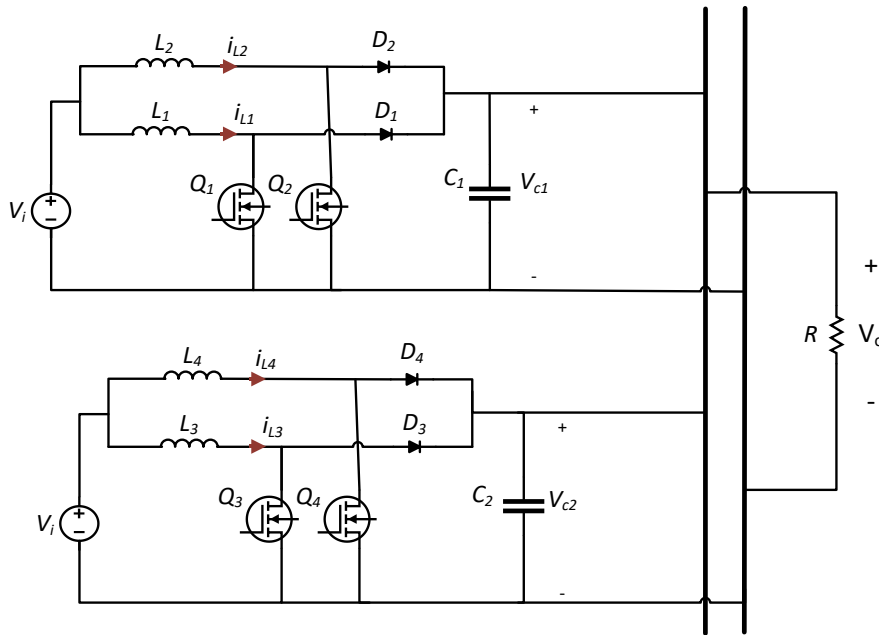 L2
iL2
D2
L1
iL1
D1
Q1
Q2
C1
Vc1
+
-
Vi
+
-
R
+
Vo
-
L4
iL4
D4
L3
iL3
D3
Q3
Q4
C2
Vc2
+
-
Vi
+
-